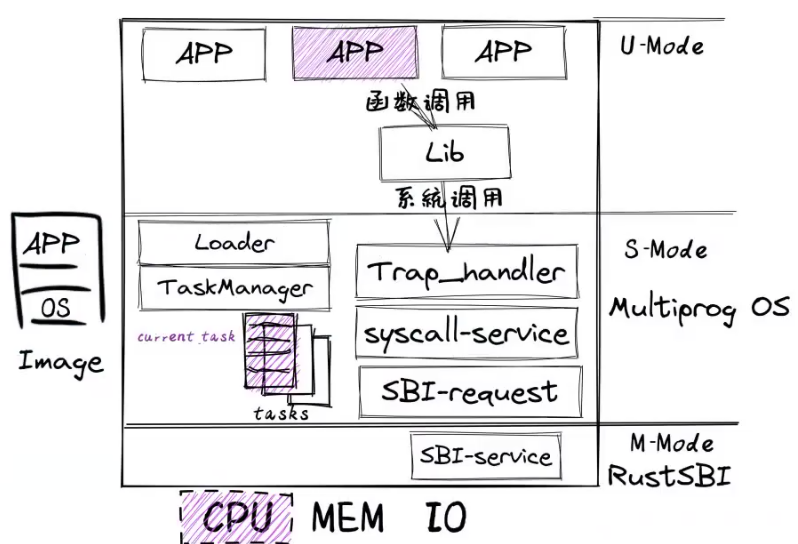 APP APP APP
U-Mode
函数调用
Lib
系统调用
APP
OS
Image
Loader
TaskManager
current_task
tasks
Trap_handler
syscall-service
SBI-request
S-Mode
Multiprog OS
SBI-service
M-Mode
RustSBI
CPU MEM IO